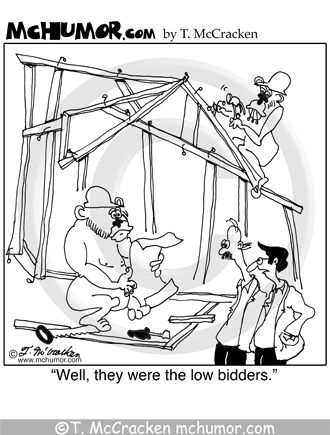 McHUMOR.com by T. McCracken
© T. McCracken
www.mchumor.com
“Well, they were the low bidders.”
©T. McCracken mchumor.com